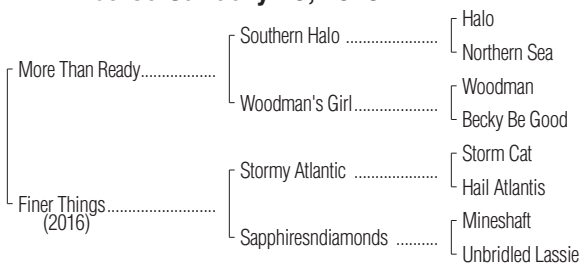 Halo
Southern Halo ......................
Northern Sea
More Than Ready..................
Woodman
Woodman's Girl....................
Becky Be Good
Storm Cat
Stormy Atlantic ....................
Hail Atlantis
Finer Things..........................
(2016)
Mineshaft
Sapphiresndiamonds ..........
Unbridled Lassie